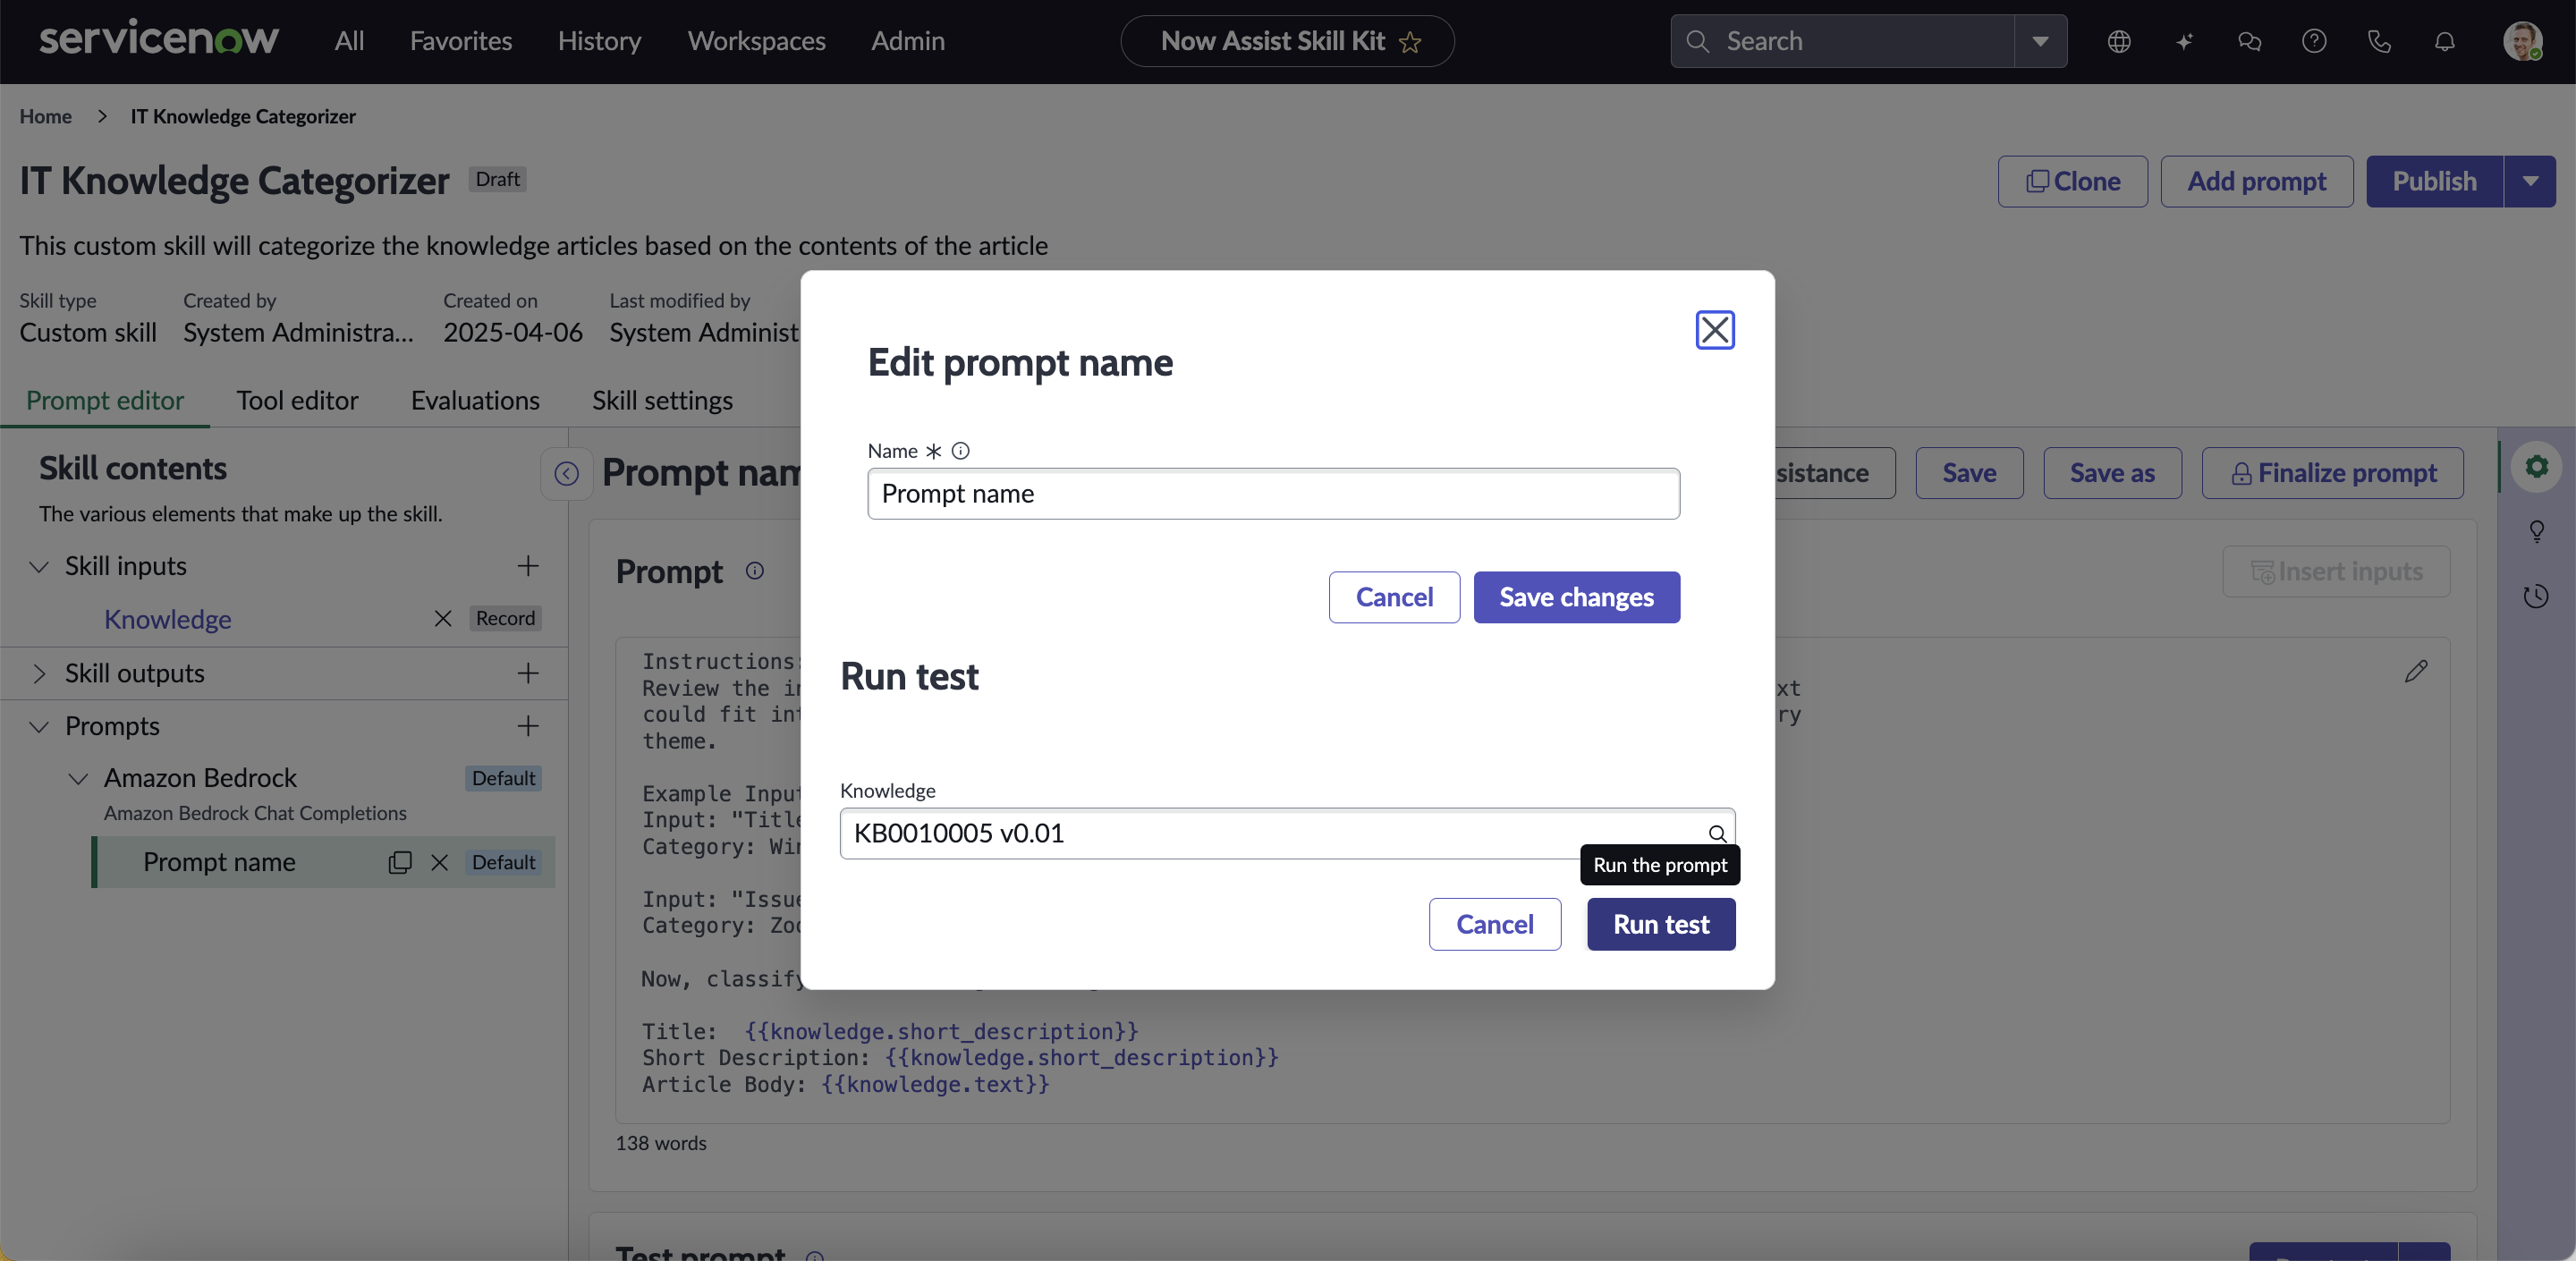 servicenow
All Favorites History Workspaces Admin
Now Assist Skill Kit
Search
Home > IT Knowledge Categorizer
IT Knowledge Categorizer Draft
Clone Add prompt Publish
This custom skill will categorize the knowledge articles based on the contents of the article
Skill type Created by Created on Last modified by
Custom skill System Administra... 2025-04-06 System Administ
Prompt editor Tool editor Evaluations Skill settings
Skill contents
The various elements that make up the skill.
Skill inputs
Knowledge Record
Skill outputs
Prompts
Amazon Bedrock Default
Amazon Bedrock Chat Completions
Prompt name Default
Prompt nam
sistance Save Save as Finalize prompt
Prompt
Insert inputs
Instructions:
Review the in
xt
could fit int
ry
theme.
Example Input
Input: "Title
Category: Win
Input: "Issue
Category: Zoo
Now, classify
Title: {{knowledge.short_description}}
Short Description: {{knowledge.short_description}}
Article Body: {{knowledge.text}}
138 words
Test prompt
Edit prompt name
Name *
Prompt name
Cancel Save changes
Run test
Knowledge
KB0010005 v0.01
Run the prompt
Cancel Run test